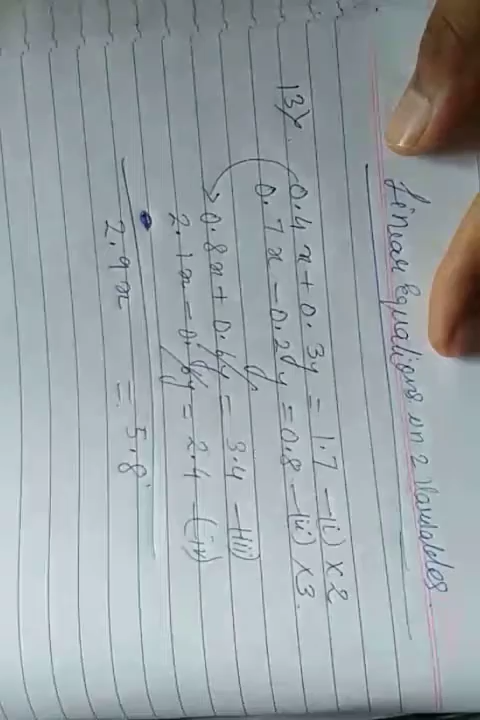 Linear Equations in 2 Variables.
13) 0.4x + 0.3y = 1.7 - (i) × 2
0.7x - 0.2y = 0.8 - (ii) × 3.
0.8x + 0.6y = 3.4 - (iii)
2.1x - 0.6y = 2.4 - (iv)
2.9x = 5.8